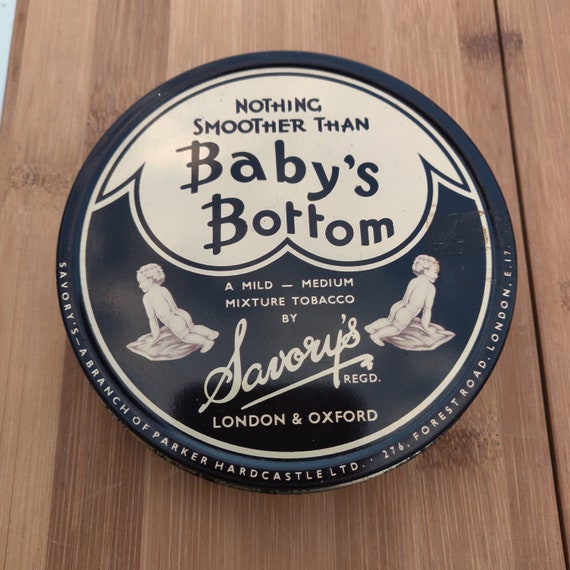 NOTHING
SMOOTHER THAN
Baby's
Bottom
A MILD — MEDIUM
MIXTURE TOBACCO
BY
Savory's
REGD.
LONDON & OXFORD
SAVORY'S—A BRANCH OF PARKER HARDCASTLE LTD. · 276, FOREST ROAD, LONDON, E.17.